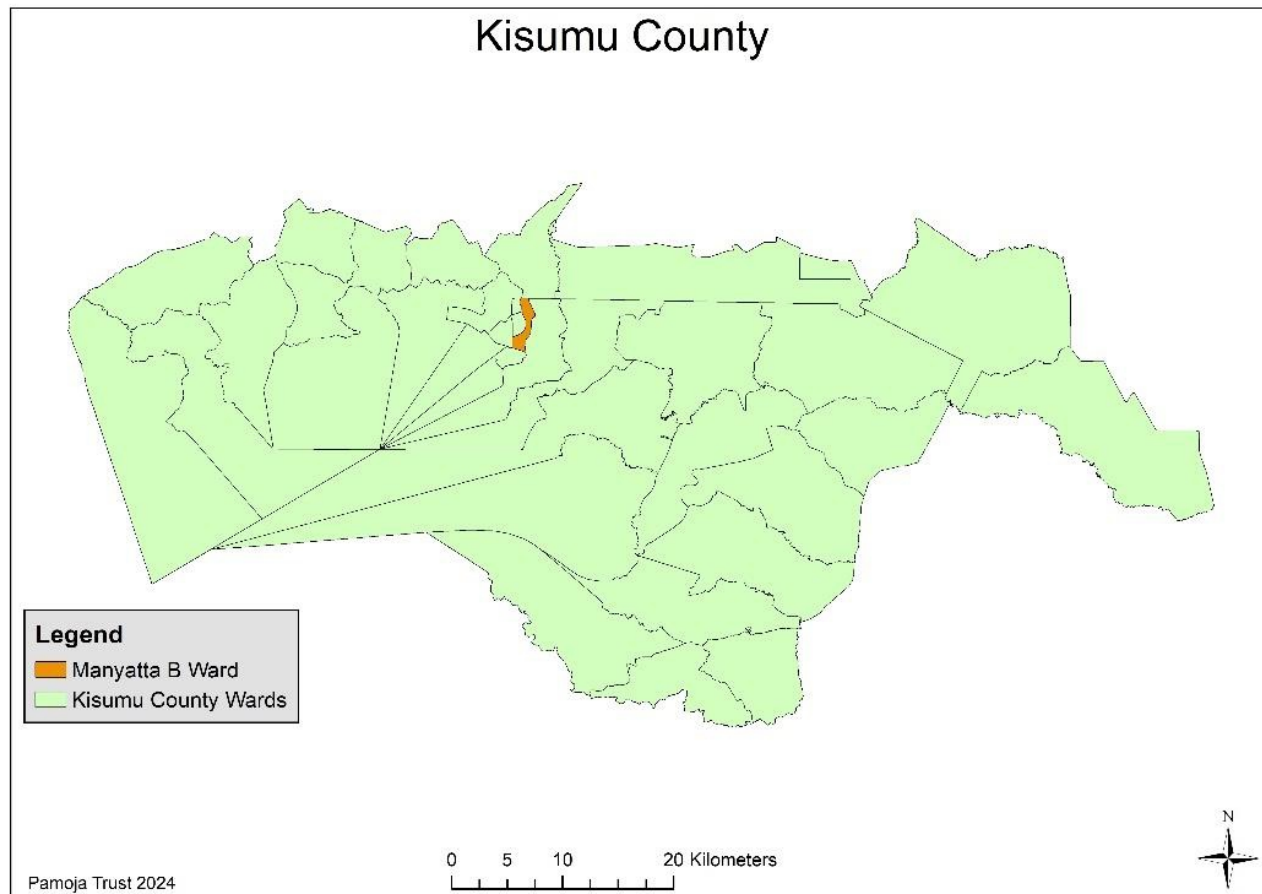 Kisumu County
Legend
Manyatta B Ward
Kisumu County Wards
N
0 5 10 20 Kilometers
Pamoja Trust 2024